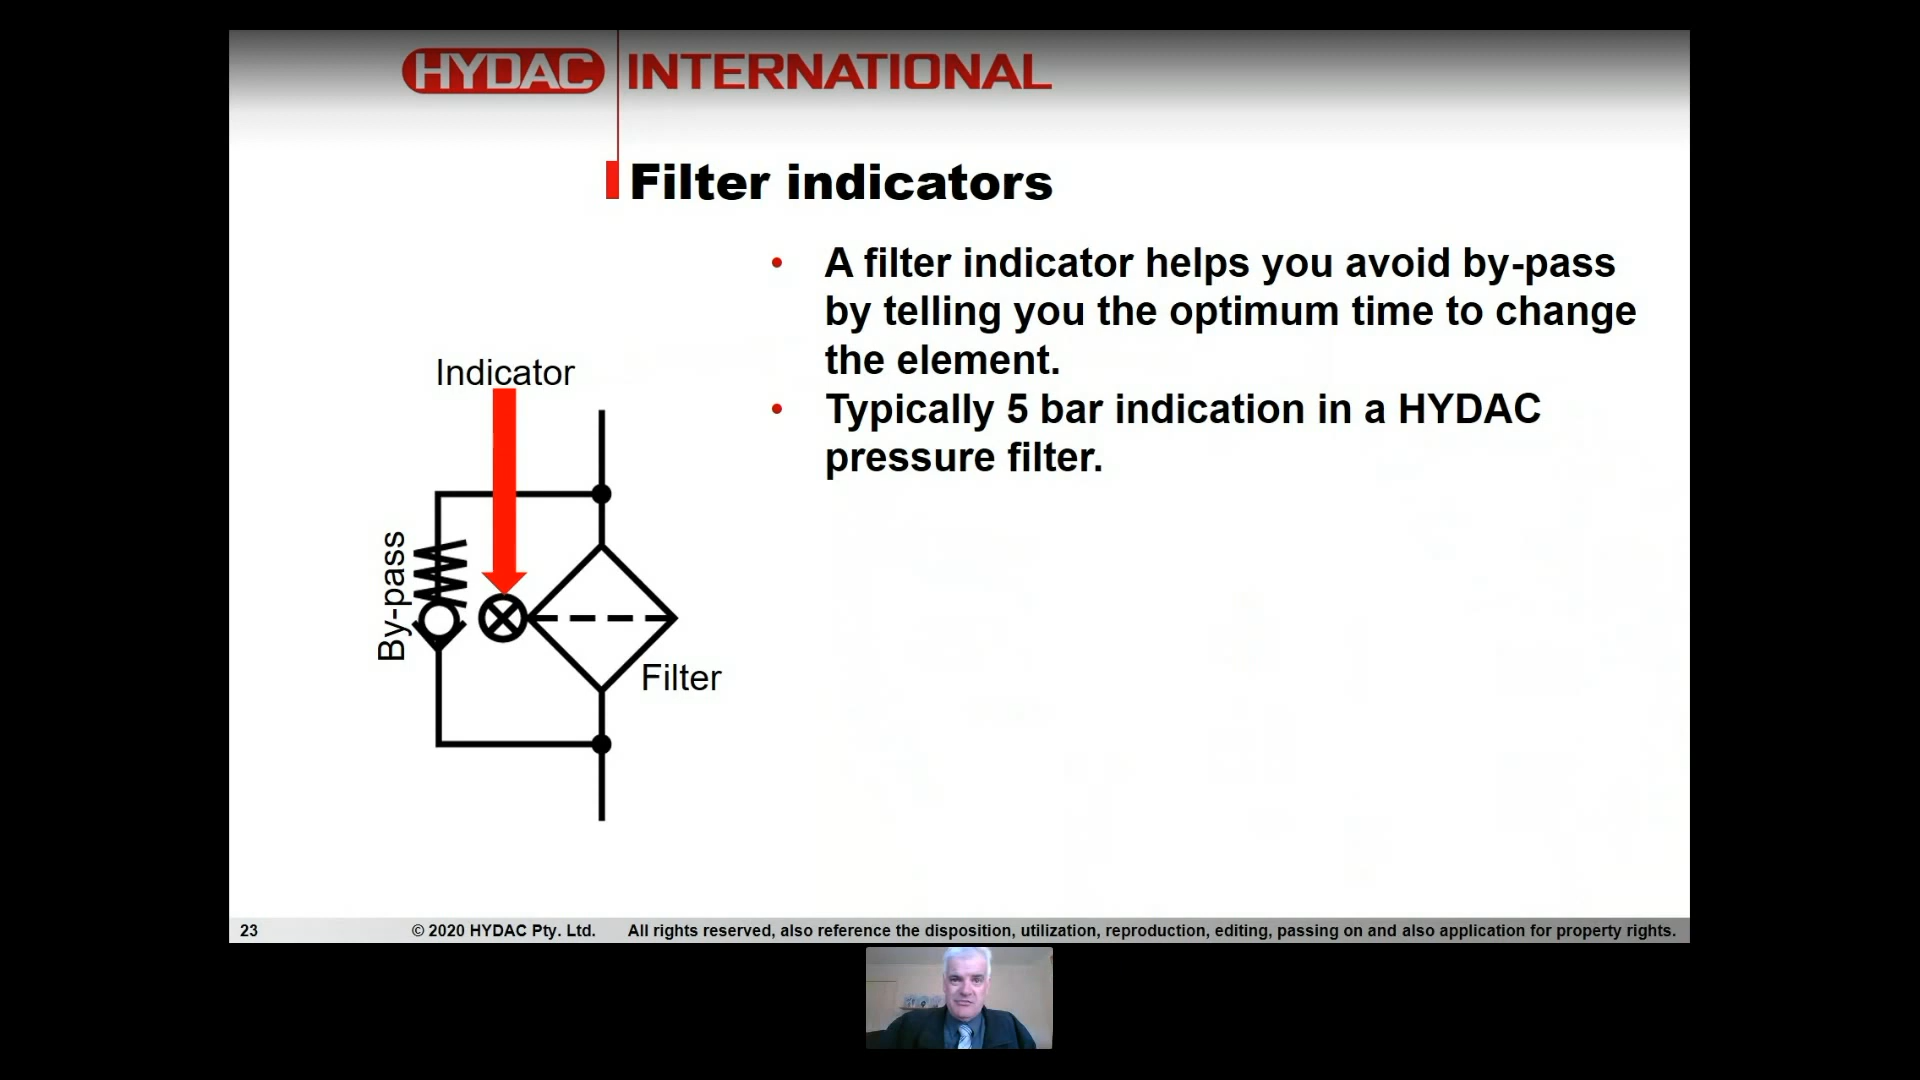 HYDAC INTERNATIONAL
Filter indicators
• A filter indicator helps you avoid by-pass
by telling you the optimum time to change
the element.
• Typically 5 bar indication in a HYDAC
pressure filter.
Indicator
By-pass
Filter
23 © 2020 HYDAC Pty. Ltd. All rights reserved, also reference the disposition, utilization, reproduction, editing, passing on and also application for property rights.